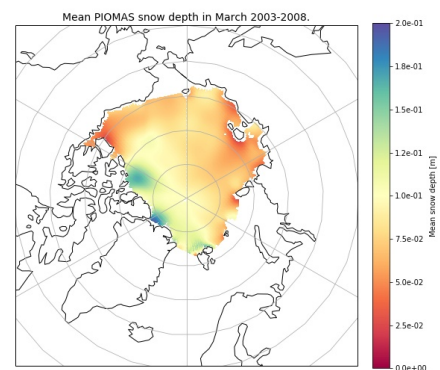 Mean PIOMAS snow depth in March 2003-2008.
2.0e-01
1.8e-01
1.5e-01
1.2e-01
1.0e-01
7.5e-02
5.0e-02
2.5e-02
0.0e+00
Mean snow depth [m]